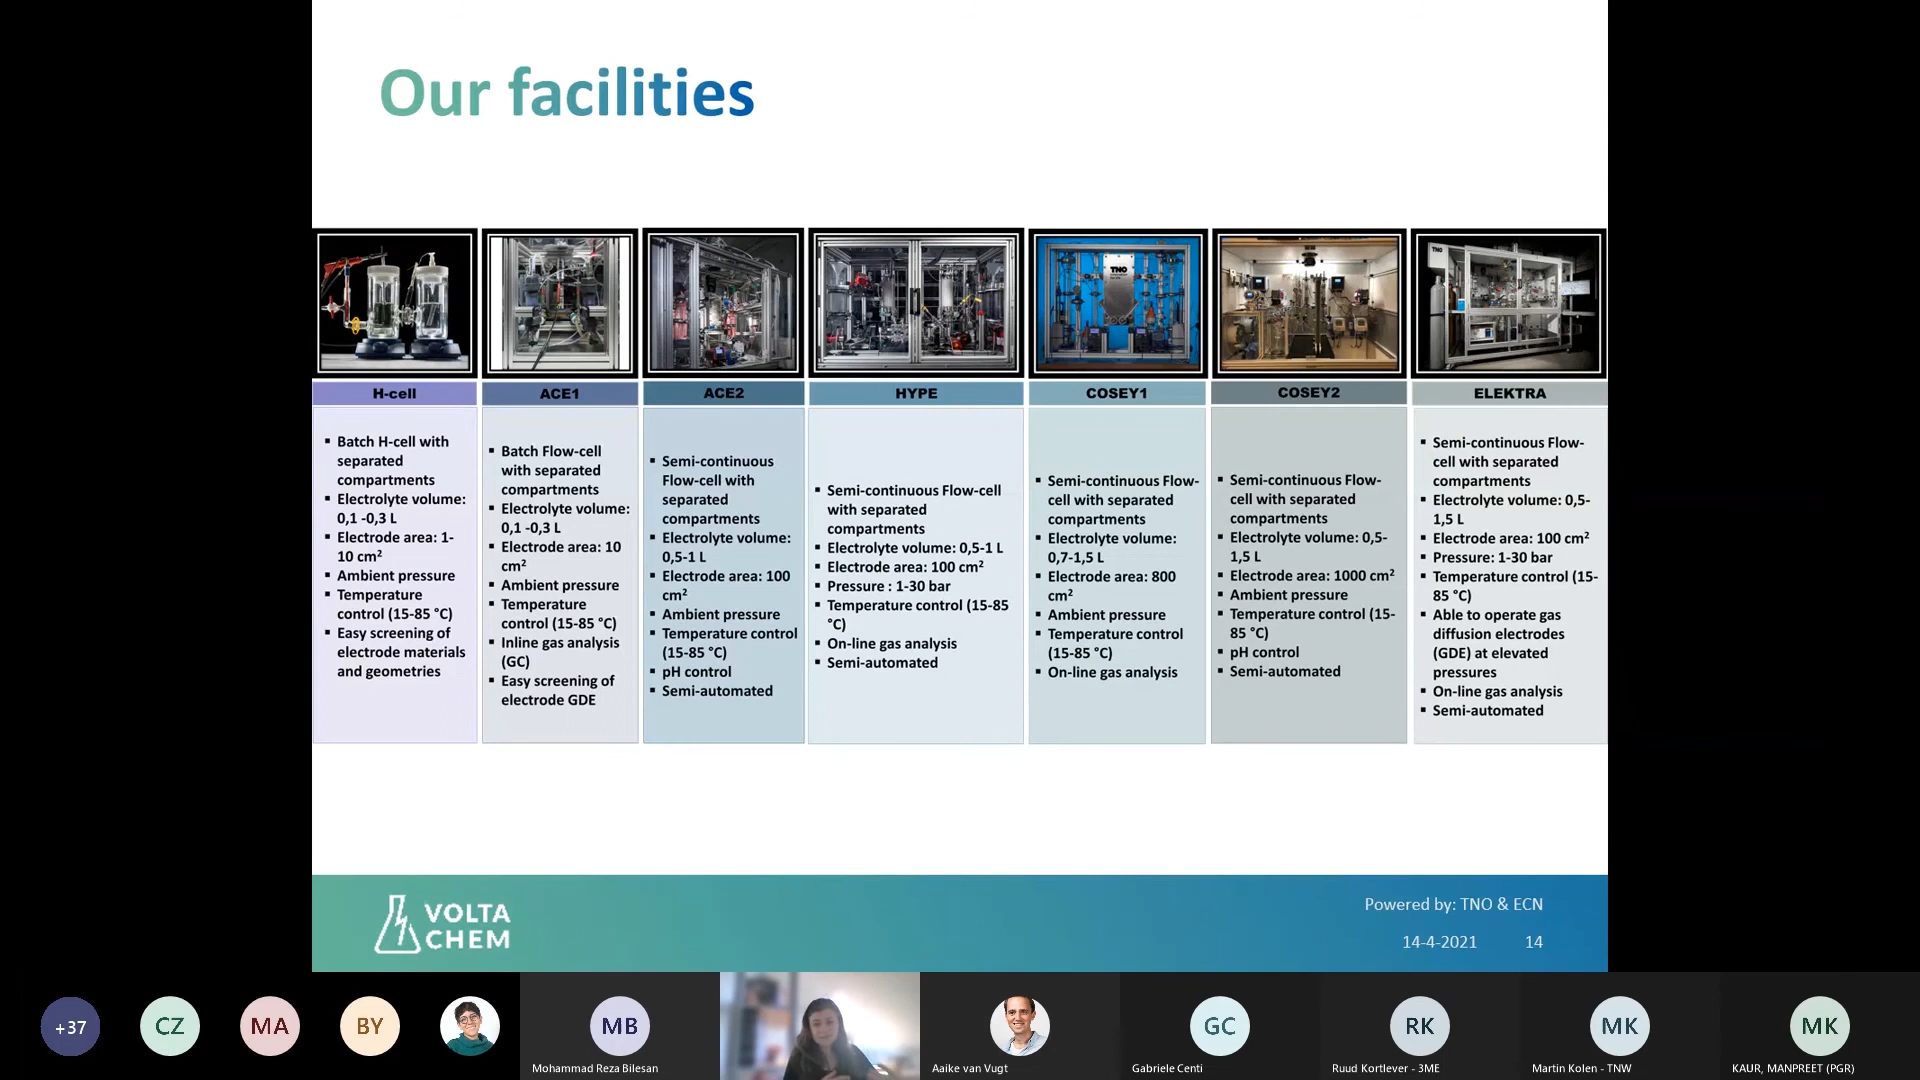 Our facilities
TNO
TNO
H-cell
ACE1
ACE2
HYPE
COSEY1
COSEY2
ELEKTRA
▪ Batch H-cell with
separated
compartments
▪ Electrolyte volume:
0,1 -0,3 L
▪ Electrode area: 1-
10 cm²
▪ Ambient pressure
▪ Temperature
control (15-85 °C)
▪ Easy screening of
electrode materials
and geometries
▪ Batch Flow-cell
with separated
compartments
▪ Electrolyte volume:
0,1 -0,3 L
▪ Electrode area: 10
cm²
▪ Ambient pressure
▪ Temperature
control (15-85 °C)
▪ Inline gas analysis
(GC)
▪ Easy screening of
electrode GDE
▪ Semi-continuous
Flow-cell with
separated
compartments
▪ Electrolyte volume:
0,5-1 L
▪ Electrode area: 100
cm²
▪ Ambient pressure
▪ Temperature control
(15-85 °C)
▪ pH control
▪ Semi-automated
▪ Semi-continuous Flow-cell
with separated
compartments
▪ Electrolyte volume: 0,5-1 L
▪ Electrode area: 100 cm²
▪ Pressure : 1-30 bar
▪ Temperature control (15-85
°C)
▪ On-line gas analysis
▪ Semi-automated
▪ Semi-continuous Flow-
cell with separated
compartments
▪ Electrolyte volume:
0,7-1,5 L
▪ Electrode area: 800
cm²
▪ Ambient pressure
▪ Temperature control
(15-85 °C)
▪ On-line gas analysis
▪ Semi-continuous Flow-
cell with separated
compartments
▪ Electrolyte volume: 0,5-
1,5 L
▪ Electrode area: 1000 cm²
▪ Ambient pressure
▪ Temperature control (15-
85 °C)
▪ pH control
▪ Semi-automated
▪ Semi-continuous Flow-
cell with separated
compartments
▪ Electrolyte volume: 0,5-
1,5 L
▪ Electrode area: 100 cm²
▪ Pressure: 1-30 bar
▪ Temperature control (15-
85 °C)
▪ Able to operate gas
diffusion electrodes
(GDE) at elevated
pressures
▪ On-line gas analysis
▪ Semi-automated
VOLTA
CHEM
Powered by: TNO & ECN
14-4-2021 14
+37
CZ
MA
BY
MB
GC
RK
MK
MK
Mohammad Reza Bilesan
Aaike van Vugt
Gabriele Centi
Ruud Kortlever - 3ME
Martin Kolen - TNW
KAUR, MANPREET (PGR)